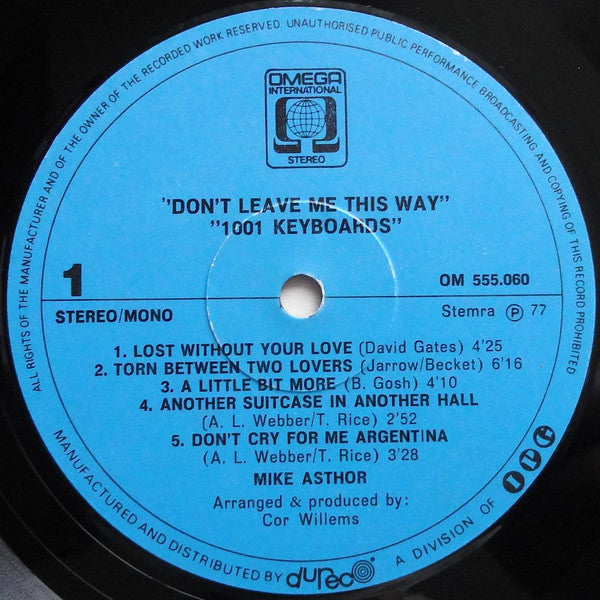 ALL RIGHTS OF THE MANUFACTURER AND OF THE OWNER OF THE RECORDED WORK RESERVED UNAUTHORISED PUBLIC PERFORMANCE BROADCASTING AND COPYING OF THIS RECORD PROHIBITED
OMEGA
INTERNATIONAL
Ω
STEREO
''DON'T LEAVE ME THIS WAY''
''1001 KEYBOARDS''
1
OM 555.060
STEREO/MONO
Stemra Ⓟ 77
1. LOST WITHOUT YOUR LOVE (David Gates) 4'25
2. TORN BETWEEN TWO LOVERS (Jarrow/Becket) 6'16
3. A LITTLE BIT MORE (B. Gosh) 4'10
4. ANOTHER SUITCASE IN ANOTHER HALL
(A. L. Webber/T. Rice) 2'52
5. DON'T CRY FOR ME ARGENTINA
(A. L. Webber/T. Rice) 3'28
MIKE ASTHOR
Arranged & produced by:
Cor Willems
MANUFACTURED AND DISTRIBUTED BY dureco A DIVISION OF ITC